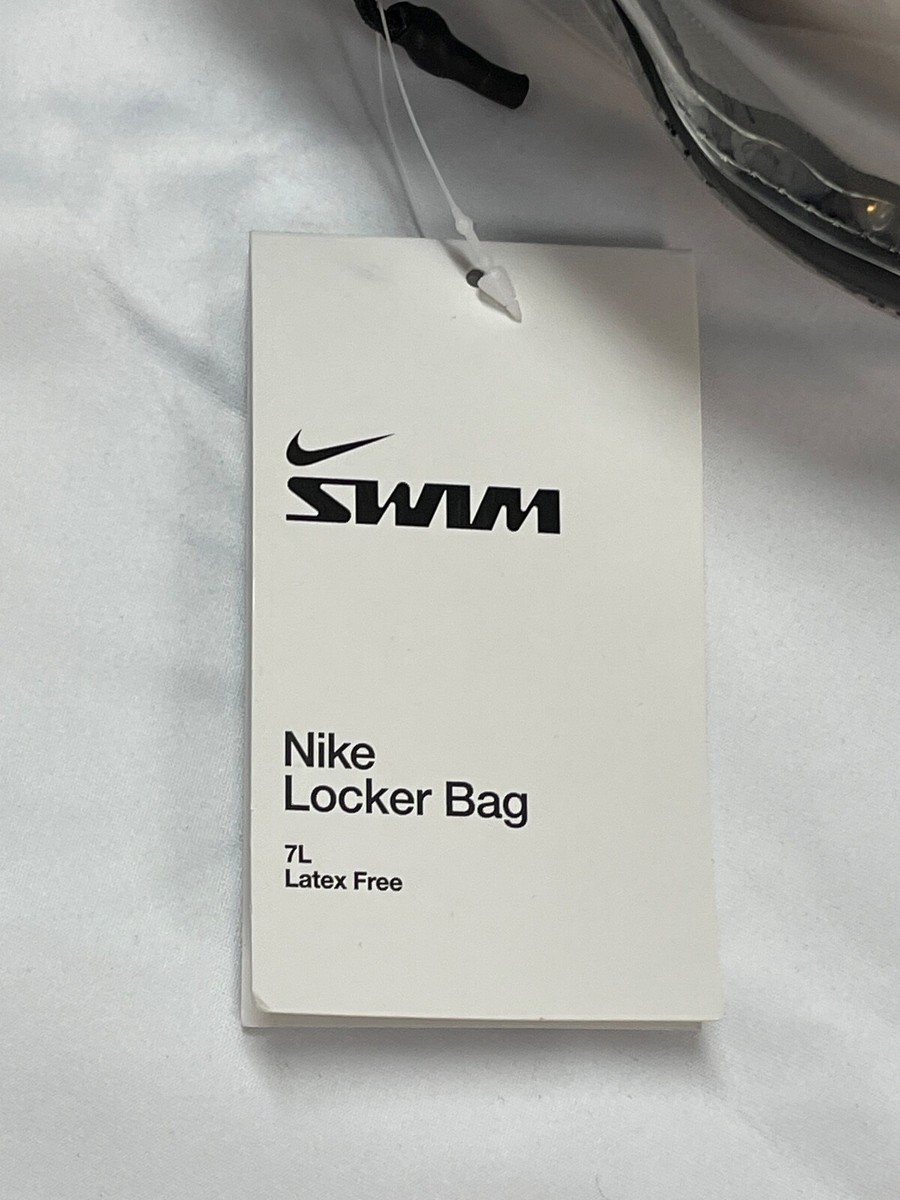 SWIM
Nike
Locker Bag
7L
Latex Free